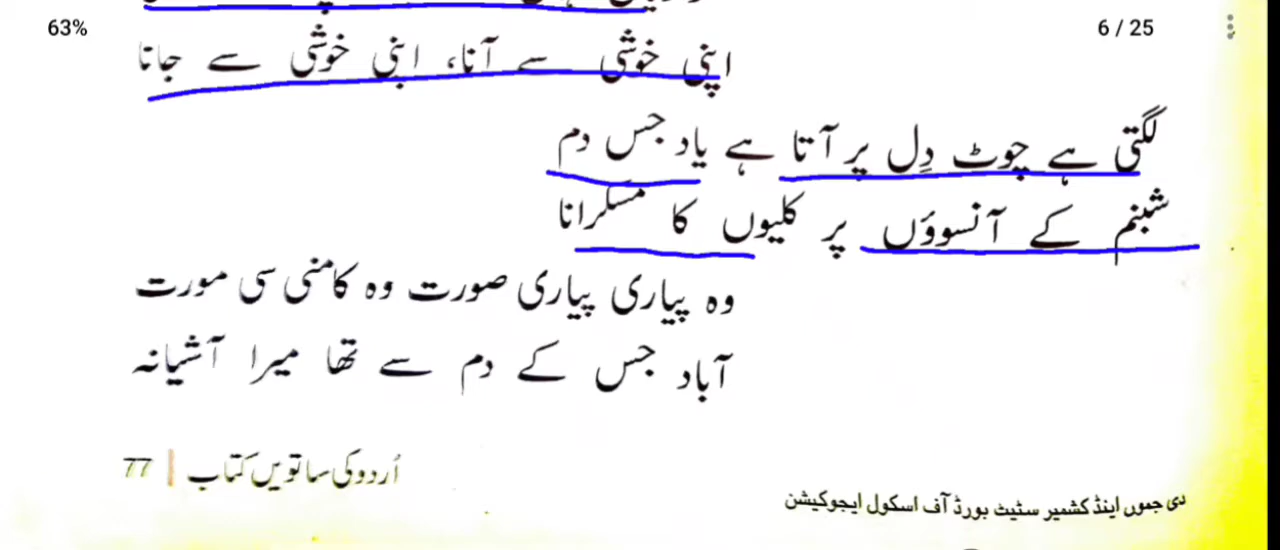 63%
6 / 25
اپنی خوشی سے آنا، اپنی خوشی سے جانا
لگتی ہے چوٹ دِل پر آتا ہے یاد جس دم
شبنم کے آنسوؤں پر کلیوں کا مسکرانا
وہ پیاری پیاری صورت وہ کامنی سی مورت
آباد جس کے دم سے تھا میرا آشیانہ
اُردو کی ساتویں کتاب | 77
دی جموں اینڈ کشمیر سٹیٹ بورڈ آف اسکول ایجوکیشن